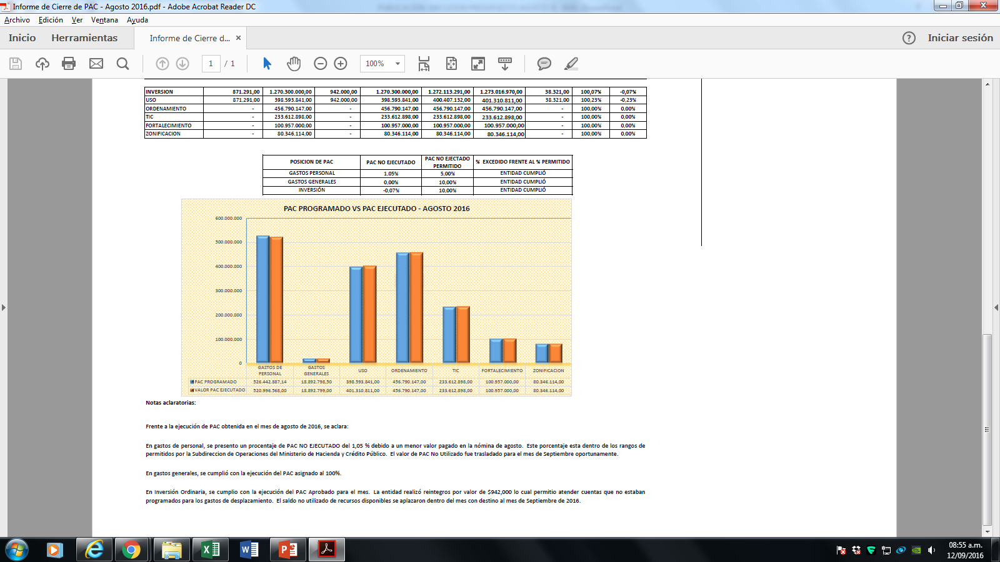 Informe de Cierre de PAC - Agosto 2016.pdf - Adobe Acrobat Reader DC
Archivo Edición Ver Ventana Ayuda
Inicio Herramientas Informe de Cierre d... × ? Iniciar sesión
1 / 1 100%
INVERSION 871.291,00 1.270.300.000,00 942.000,00 1.270.300.000,00 1.272.113.291,00 1.273.016.970,00 38.321,00 100,07% -0,07%
USO 871.291,00 398.593.841,00 942.000,00 398.593.841,00 400.407.132,00 401.310.811,00 38.321,00 100,23% -0,23%
ORDENAMIENTO - 456.790.147,00 - 456.790.147,00 456.790.147,00 456.790.147,00 - 100,00% 0,00%
TIC - 233.612.898,00 - 233.612.898,00 233.612.898,00 233.612.898,00 - 100,00% 0,00%
FORTALECIMIENTO - 100.957.000,00 - 100.957.000,00 100.957.000,00 100.957.000,00 - 100,00% 0,00%
ZONIFICACION - 80.346.114,00 - 80.346.114,00 80.346.114,00 80.346.114,00 - 100,00% 0,00%
POSICION DE PAC PAC NO EJECUTADO PAC NO EJECTADO PERMITIDO % EXCEDIDO FRENTE AL % PERMITIDO
GASTOS PERSONAL 1,05% 5,00% ENTIDAD CUMPLIÓ
GASTOS GENERALES 0,00% 10,00% ENTIDAD CUMPLIÓ
INVERSIÓN -0,07% 10,00% ENTIDAD CUMPLIÓ
PAC PROGRAMADO VS PAC EJECUTADO - AGOSTO 2016
600.000.000
500.000.000
400.000.000
300.000.000
200.000.000
100.000.000
0
GASTOS DE PERSONAL GASTOS GENERALES USO ORDENAMIENTO TIC FORTALECIMIENTO ZONIFICACION
PAC PROGRAMADO 526.442.887,14 18.892.798,50 398.593.841,00 456.790.147,00 233.612.898,00 100.957.000,00 80.346.114,00
VALOR PAC EJECUTADO 520.996.568,00 18.892.799,00 401.310.811,00 456.790.147,00 233.612.898,00 100.957.000,00 80.346.114,00
Notas aclaratorias:
Frente a la ejecución de PAC obtenida en el mes de agosto de 2016, se aclara:
En gastos de personal, se presento un procentaje de PAC NO EJECUTADO del 1,05 % debido a un menor valor pagado en la nómina de agosto. Este porcentaje esta dentro de los rangos de
permitidos por la Subdireccion de Operaciones del Ministerio de Hacienda y Crédito Público. El valor de PAC No Utilizado fue trasladado para el mes de Septiembre oportunamente.
En gastos generales, se cumplió con la ejecución del PAC asignado al 100%.
En Inversión Ordinaria, se cumplio con la ejecución del PAC Aprobado para el mes. La entidad realizó reintegros por valor de $942,000 lo cual permitio atender cuentas que no estaban
programados para los gastos de desplazamiento. El saldo no utilizado de recursos disponibles se aplazaron dentro del mes con destino al mes de Septiembre de 2016.
08:55 a.m.
12/09/2016